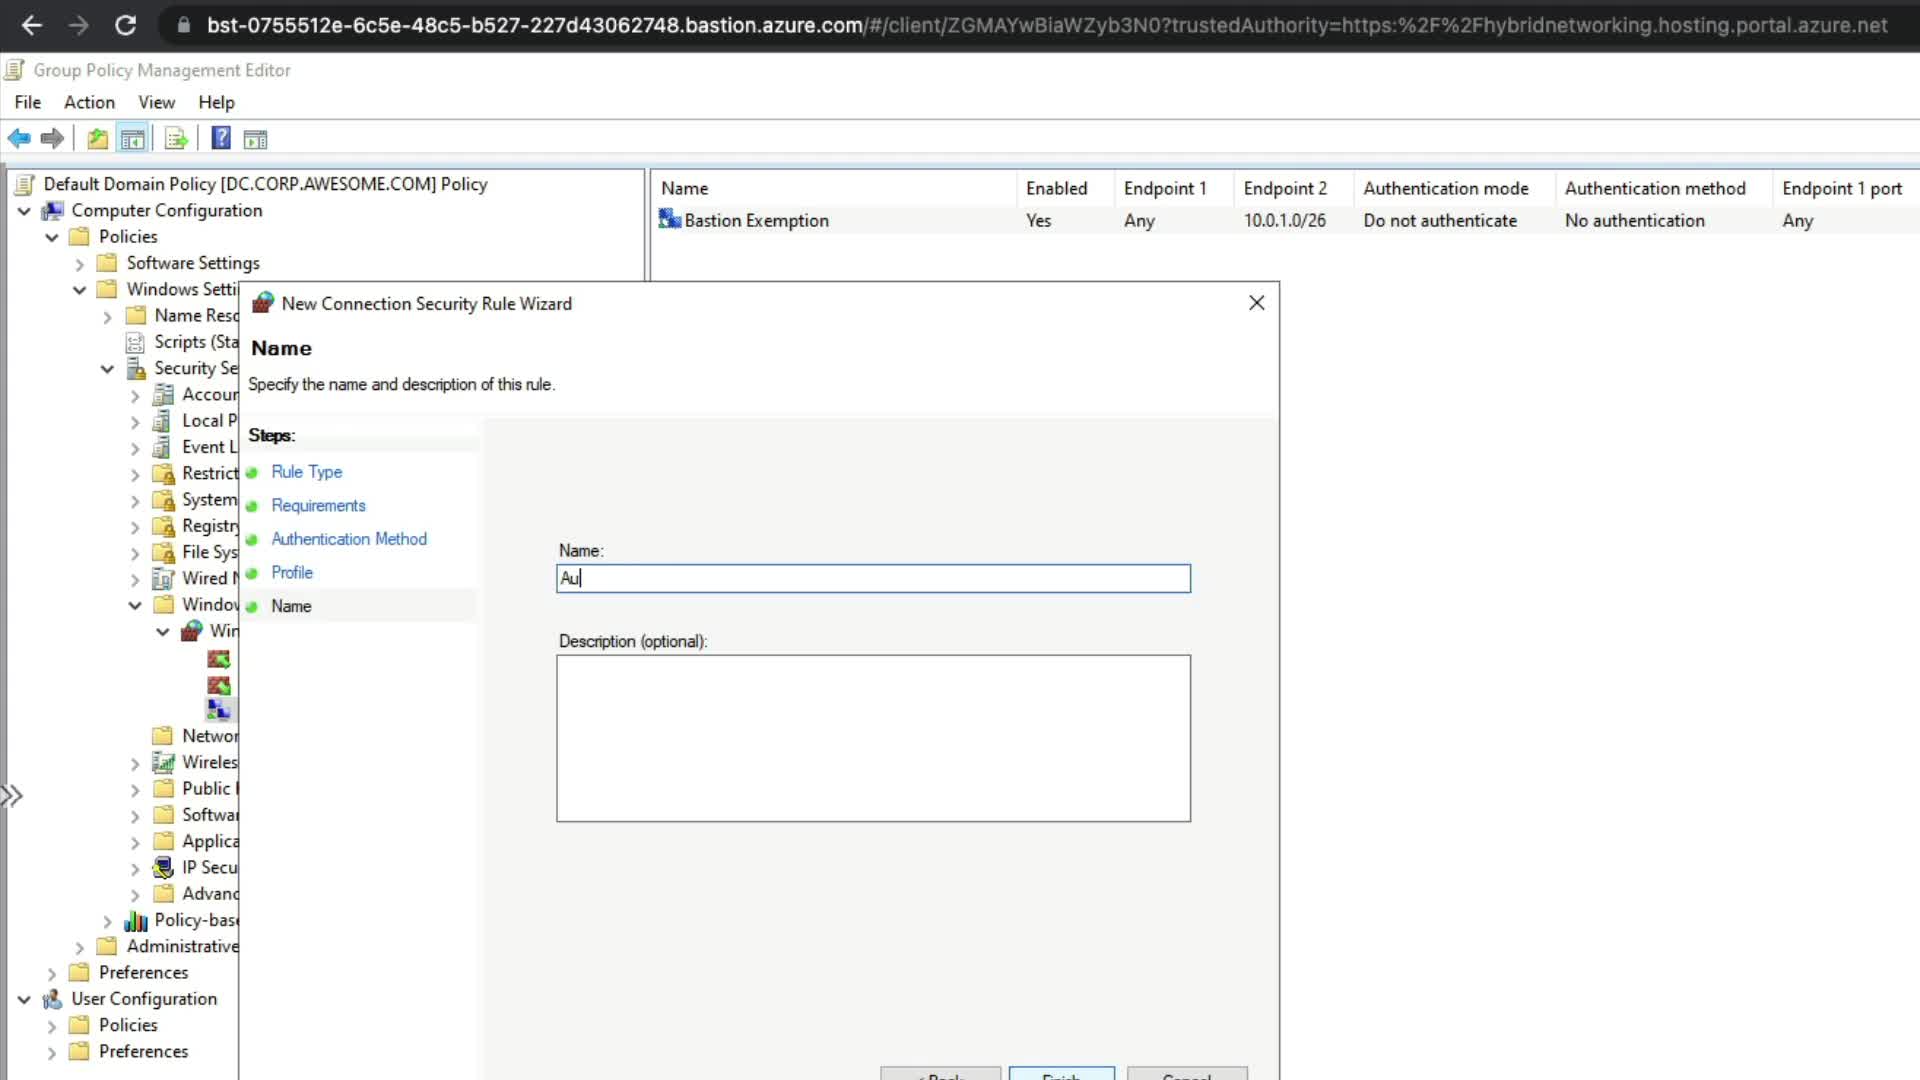 bst-0755512e-6c5e-48c5-b527-227d43062748.bastion.azure.com/#/client/ZGMAYwBiaWZyb3N0?trustedAuthority=https:%2F%2Fhybridnetworking.hosting.portal.azure.net
Group Policy Management Editor
File Action View Help
Default Domain Policy [DC.CORP.AWESOME.COM] Policy
Computer Configuration
Policies
Software Settings
Windows Setti
Name Resc
Scripts (Sta
Security Se
Accour
Local P
Event L
Restrict
System
Registry
File Sys
Wired N
Window
Win
Networ
Wireles
Public
Softwar
Applica
IP Secu
Advanc
Policy-base
Administrative
Preferences
User Configuration
Policies
Preferences
Name Enabled Endpoint 1 Endpoint 2 Authentication mode Authentication method Endpoint 1 port
Bastion Exemption Yes Any 10.0.1.0/26 Do not authenticate No authentication Any
New Connection Security Rule Wizard
Name
Specify the name and description of this rule.
Steps:
Rule Type
Requirements
Authentication Method
Profile
Name
Name:
Au
Description (optional):
< Back Finish Cancel